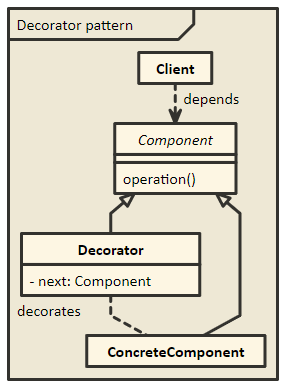 Decorator pattern
Client
depends
Component
operation()
Decorator
- next: Component
decorates
ConcreteComponent